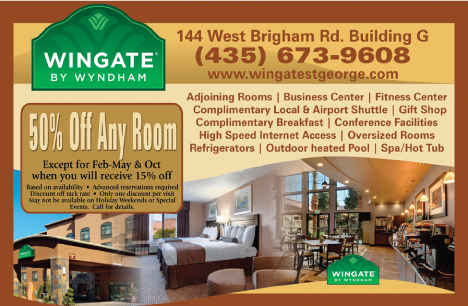 WINGATE®
BY WYNDHAM
144 West Brigham Rd. Building G
(435) 673-9608
www.wingatestgeorge.com
Adjoining Rooms | Business Center | Fitness Center
Complimentary Local & Airport Shuttle | Gift Shop
Complimentary Breakfast | Conference Facilities
High Speed Internet Access | Oversized Rooms
Refrigerators | Outdoor heated Pool | Spa/Hot Tub
50% Off Any Room
Except for Feb-May & Oct
when you will receive 15% off
Based on availability • Advanced reservations required
Discount off rack rate • Only one discount per visit
May not be available on Holiday Weekends or Special
Events. Call for details.
WINGATE
BY WYNDHAM